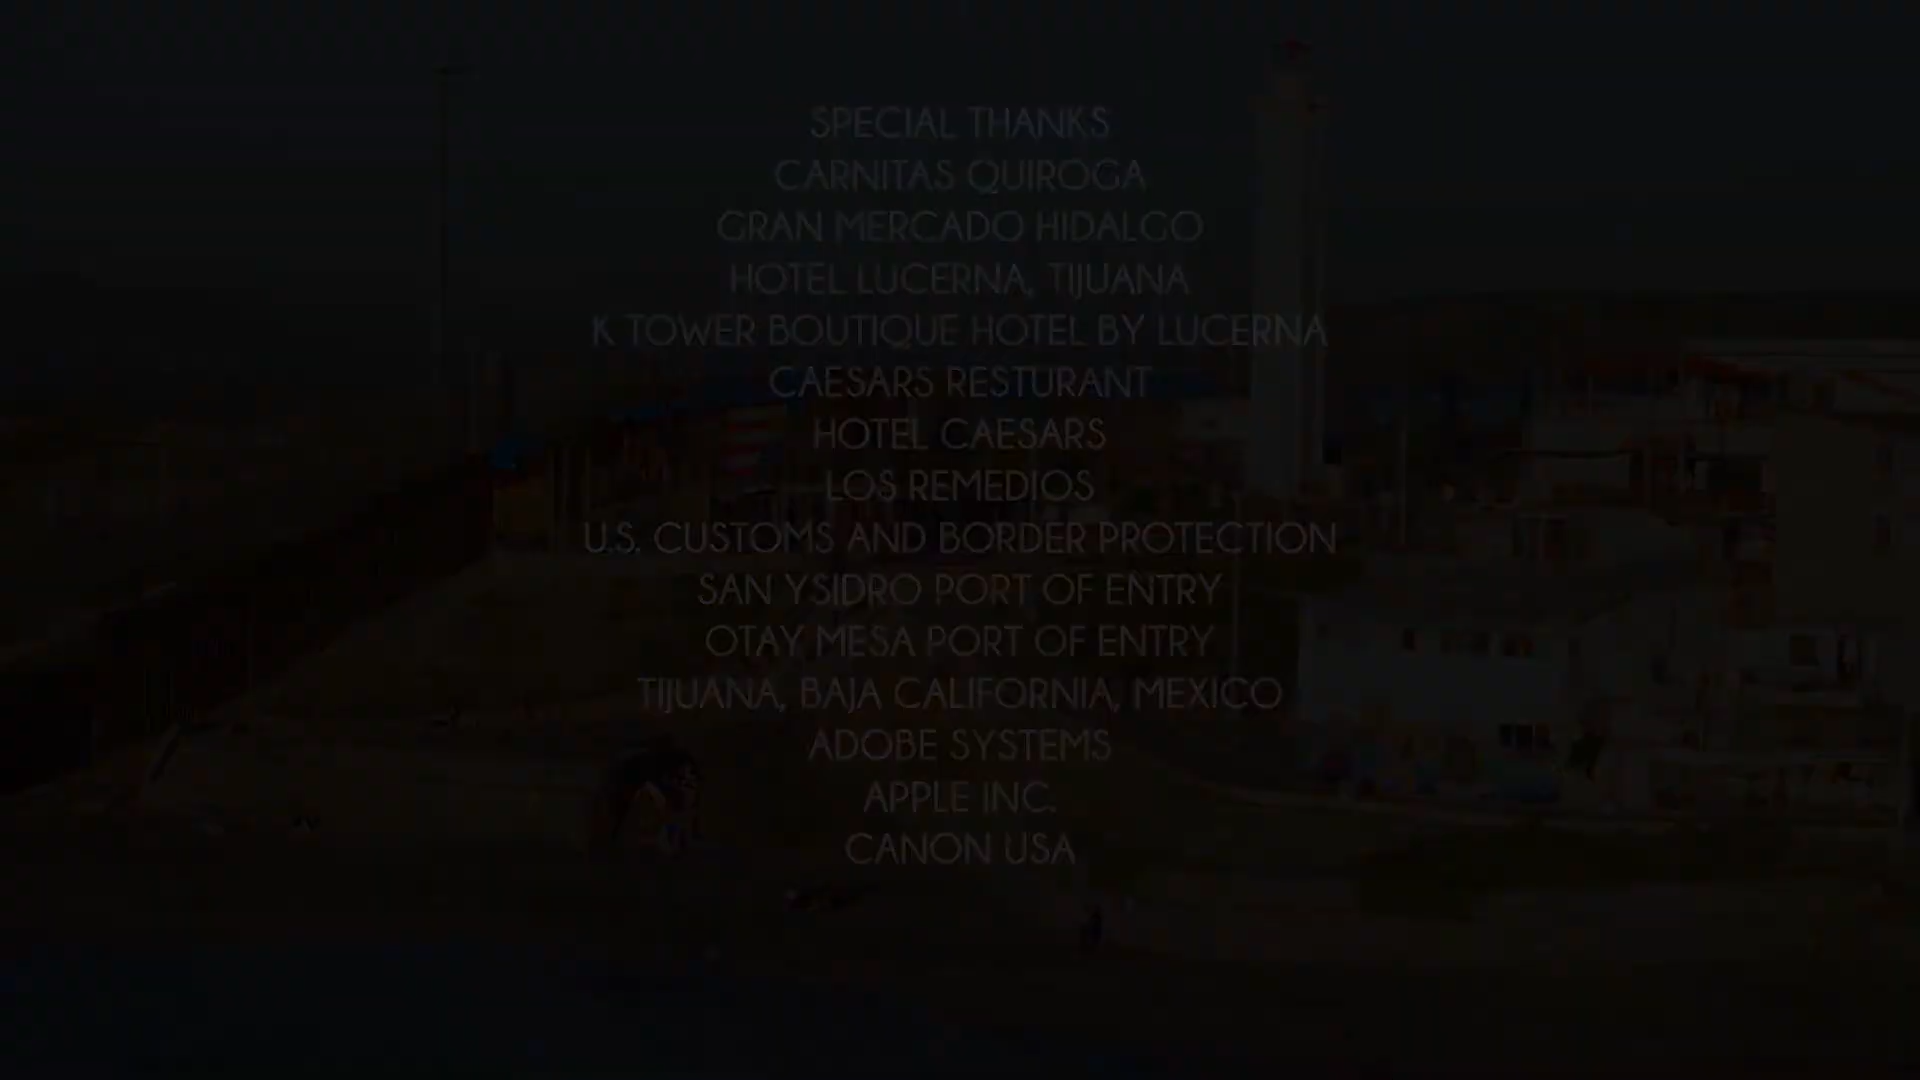 SPECIAL THANKS
CARNITAS QUIROGA
GRAN MERCADO HIDALGO
HOTEL LUCERNA, TIJUANA
K TOWER BOUTIQUE HOTEL BY LUCERNA
CAESARS RESTURANT
HOTEL CAESARS
LOS REMEDIOS
U.S. CUSTOMS AND BORDER PROTECTION
SAN YSIDRO PORT OF ENTRY
OTAY MESA PORT OF ENTRY
TIJUANA, BAJA CALIFORNIA, MEXICO
ADOBE SYSTEMS
APPLE INC.
CANON USA